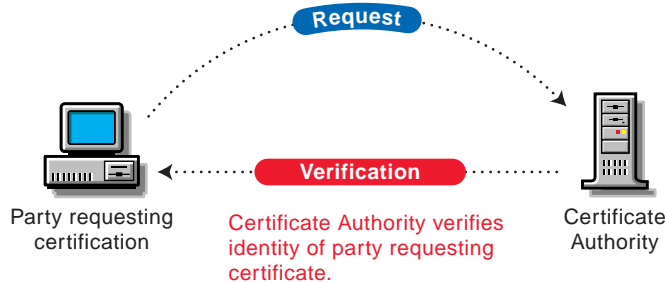 Request
Verification
Party requesting
certification
Certificate Authority verifies
identity of party requesting
certificate.
Certificate
Authority